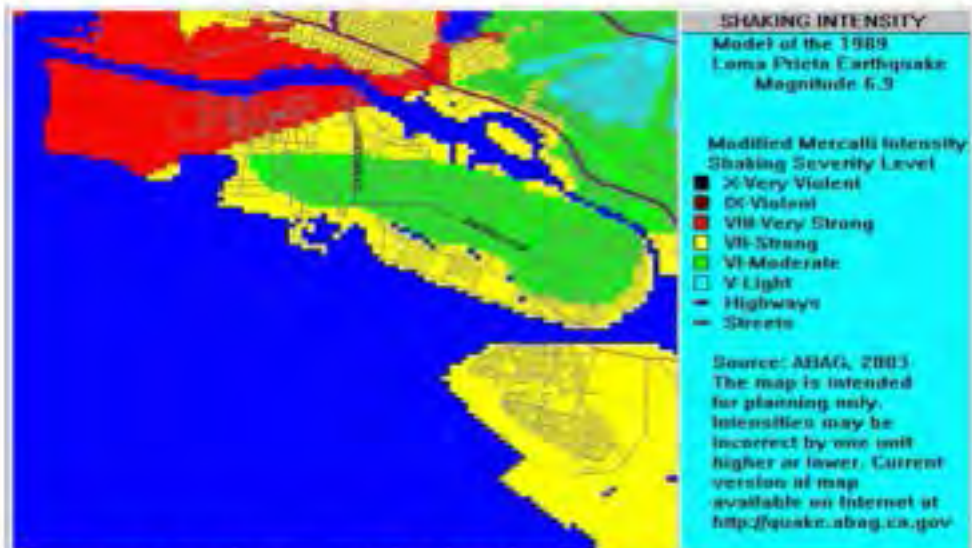 SHAKING INTENSITY
Model of the 1989
Loma Prieta Earthquake
Magnitude 6.9
Modified Mercalli Intensity
Shaking Severity Level
X-Very Violent
IX-Violent
VIII-Very Strong
VII-Strong
VI-Moderate
V-Light
Highways
Streets
Source: ABAG, 2003
The map is intended
for planning only.
Intensities may be
incorrect by one unit
higher or lower. Current
version of map
available on Internet at
http://quake.abag.ca.gov